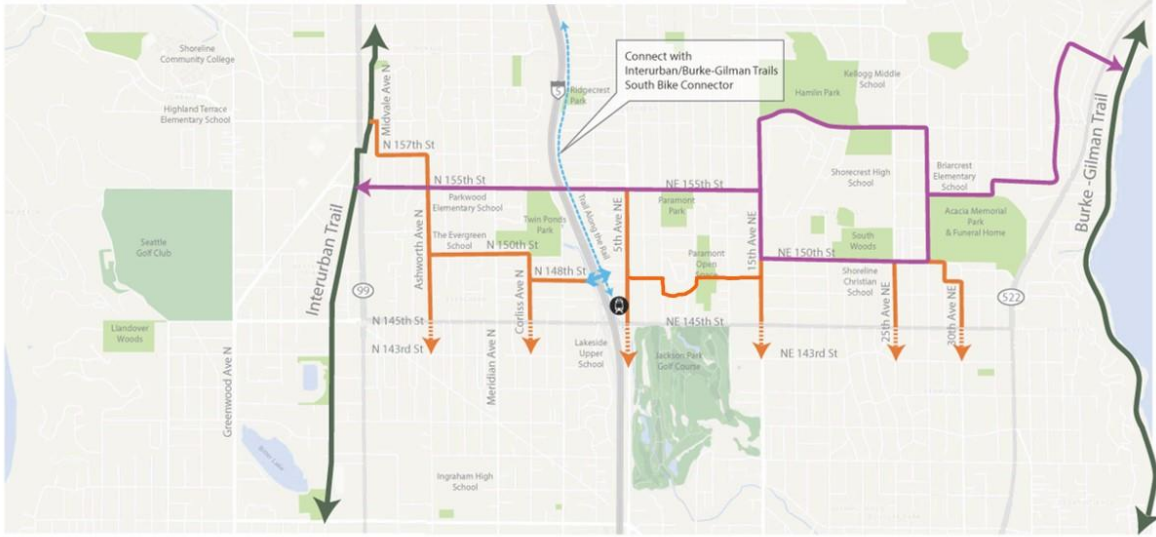 Shoreline
Community College
Highland Terrace
Elementary School
Midvale Ave N
N 157th St
5
Ridgecrest
Park
Connect with
Interurban/Burke-Gilman Trails
South Bike Connector
Kellogg Middle
School
Hamlin Park
Burke-Gilman Trail
N 155th St
NE 155th St
Parkwood
Elementary School
Twin Ponds
Park
Trail Along the Rail
5th Ave NE
Paramount
Park
Shorecrest High
School
Briarcrest
Elementary
School
Acacia Memorial
Park
& Funeral Home
Seattle
Golf Club
Interurban Trail
Ashworth Ave N
The Evergreen
School
N 150th St
Paramont
Open
15th Ave NE
South
Woods
NE 150th St
N 148th St
Corliss Ave N
Shoreline
Christian
School
25th Ave NE
30th Ave NE
99
522
Llandover
Woods
N 145th St
NE 145th St
N 143rd St
NE 143rd St
Greenwood Ave N
Meridian Ave N
Lakeside
Upper
School
Jackson Park
Golf Course
Bitter Lake
Ingraham High
School